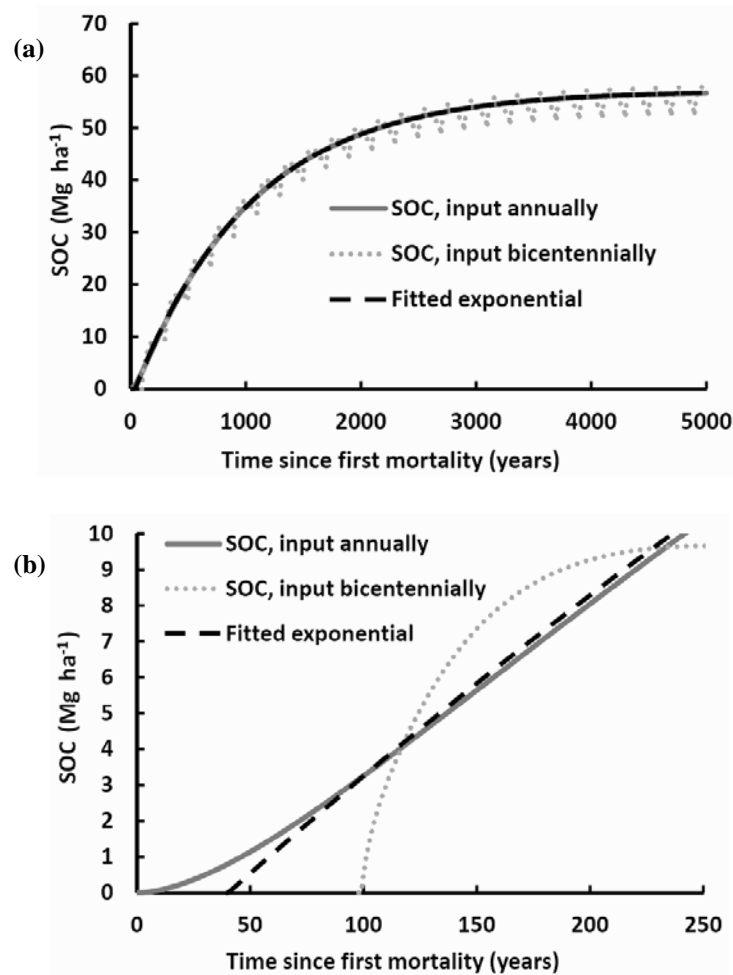 (a)
70
60
50
40
30
20
10
0
SOC (Mg ha⁻¹)
SOC, input annually
SOC, input bicentennially
Fitted exponential
0 1000 2000 3000 4000 5000
Time since first mortality (years)
(b)
10
9
8
7
6
5
4
3
2
1
0
SOC (Mg ha⁻¹)
SOC, input annually
SOC, input bicentennially
Fitted exponential
0 50 100 150 200 250
Time since first mortality (years)